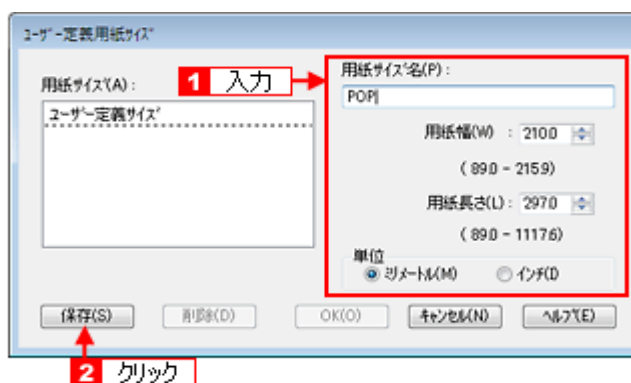 ユーザー定義用紙サイズ
用紙サイズ(A):
1 入力
ユーザー定義サイズ
用紙サイズ名(P):
POP
用紙幅(W) : 210.0
( 89.0 - 215.9)
用紙長さ(L): 297.0
( 89.0 - 1117.6)
単位
ミリメートル(M) インチ(I)
保存(S) 削除(D) OK(O) キャンセル(N) ヘルプ(E)
2 クリック